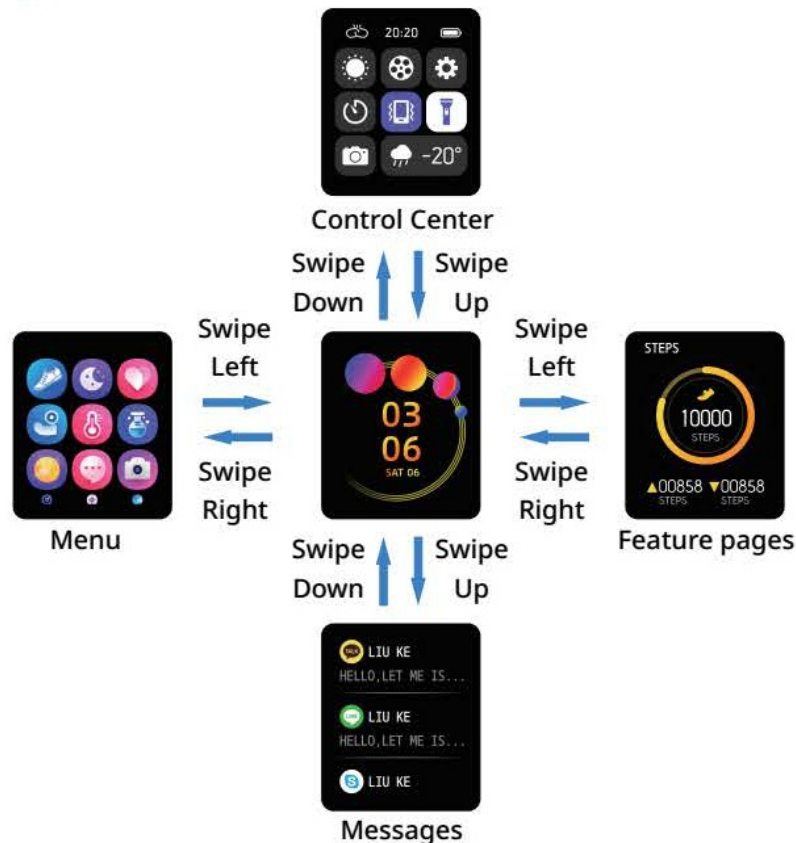 20:20
-20°
Control Center
Swipe Down
Swipe Up
Swipe Left
Swipe Right
03
06
SAT 06
Swipe Left
Swipe Right
STEPS
10000
STEPS
00858 00858
STEPS STEPS
Menu
Feature pages
Swipe Down
Swipe Up
TALK
LIU KE
HELLO,LET ME IS...
LINE
LIU KE
HELLO,LET ME IS...
S
LIU KE
Messages